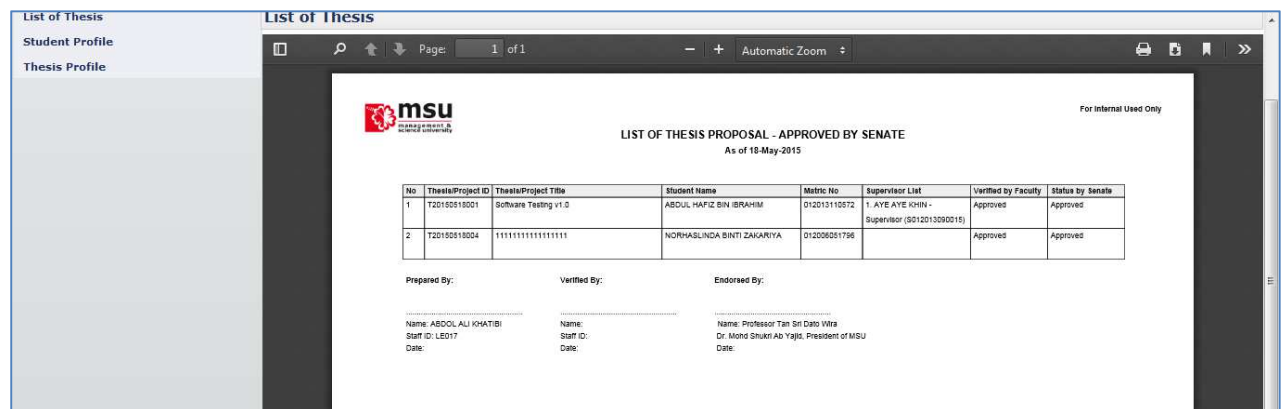 List of Thesis
Student Profile
Thesis Profile
List of Thesis
Page: 1 of 1
Automatic Zoom
msu
management &
science university
For Internal Used Only
LIST OF THESIS PROPOSAL - APPROVED BY SENATE
As of 18-May-2015
No Thesis/Project ID Thesis/Project Title Student Name Matric No Supervisor List Verified by Faculty Status by Senate
1 T20150518001 Software Testing v1.0 ABDUL HAFIZ BIN IBRAHIM 012013110572 1. AYE AYE KHIN - Approved Approved
Supervisor (S012013090015)
2 T20150518004 11111111111111111 NORHASLINDA BINTI ZAKARIYA 012006051796 Approved Approved
Prepared By: Verified By: Endorsed By:
Name: ABDOL ALI KHATIBI Name: Name: Professor Tan Sri Dato Wira
Staff ID: LE017 Staff ID: Dr. Mohd Shukri Ab Yajid, President of MSU
Date: Date: Date: